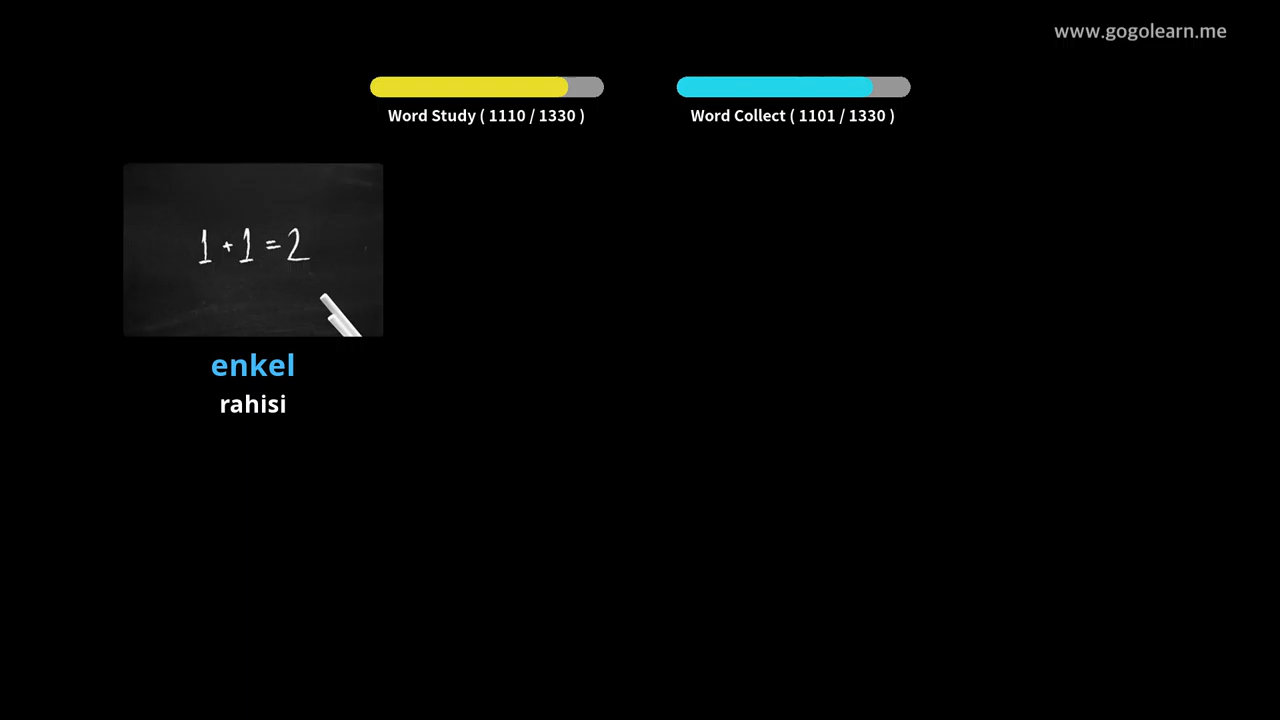 www.gogolearn.me
Word Study ( 1110 / 1330 )
Word Collect ( 1101 / 1330 )
1 + 1 = 2
enkel
rahisi